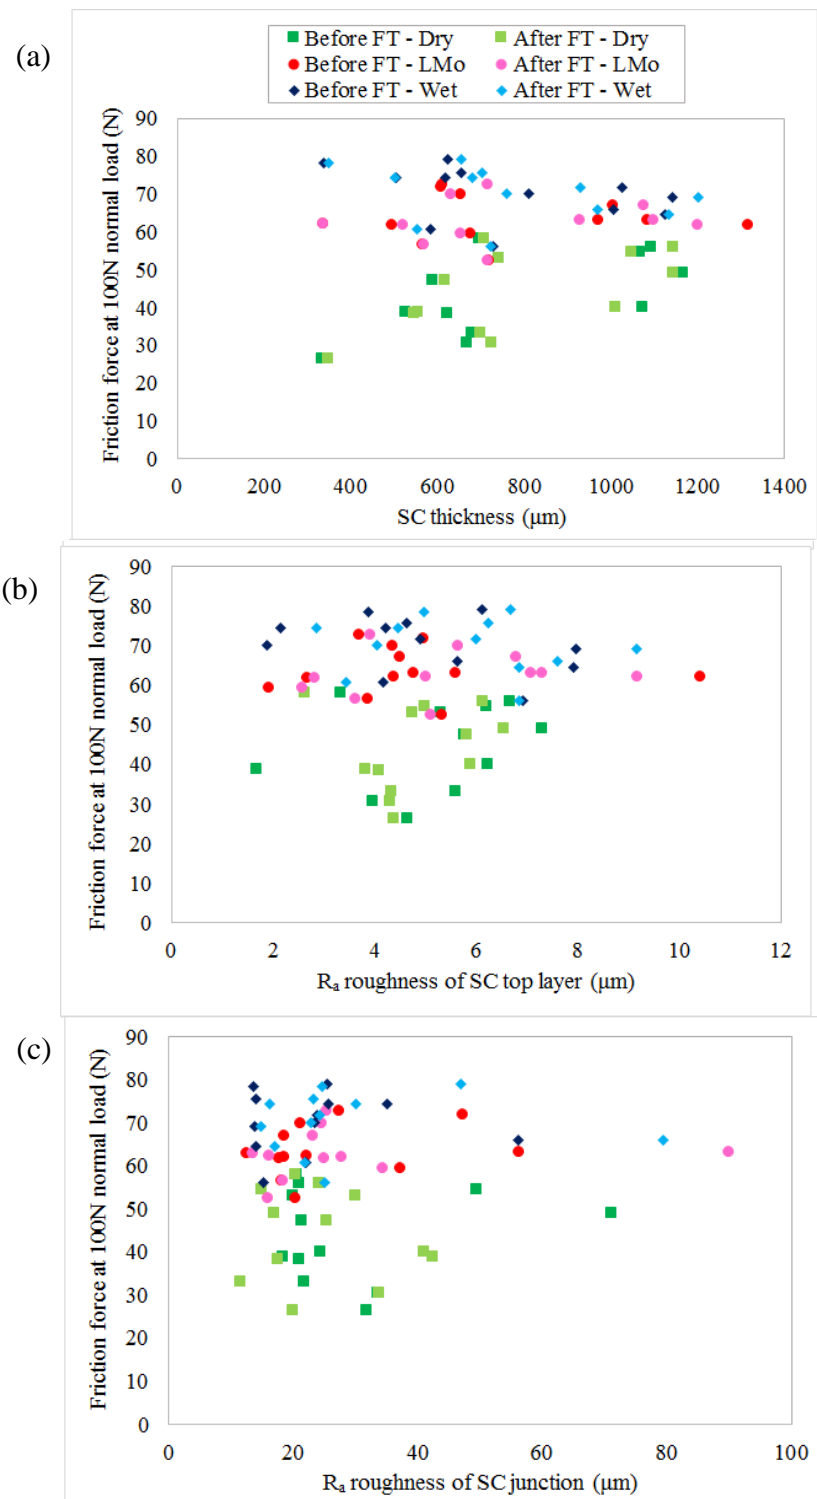 (a)
Before FT - Dry After FT - Dry
Before FT - LMo After FT - LMo
Before FT - Wet After FT - Wet
Friction force at 100N normal load (N)
90
80
70
60
50
40
30
20
10
0
0 200 400 600 800 1000 1200 1400
SC thickness (μm)
(b)
Friction force at 100N normal load (N)
90
80
70
60
50
40
30
20
10
0
0 2 4 6 8 10 12
Rₐ roughness of SC top layer (μm)
(c)
Friction force at 100N normal load (N)
90
80
70
60
50
40
30
20
10
0
0 20 40 60 80 100
Rₐ roughness of SC junction (μm)